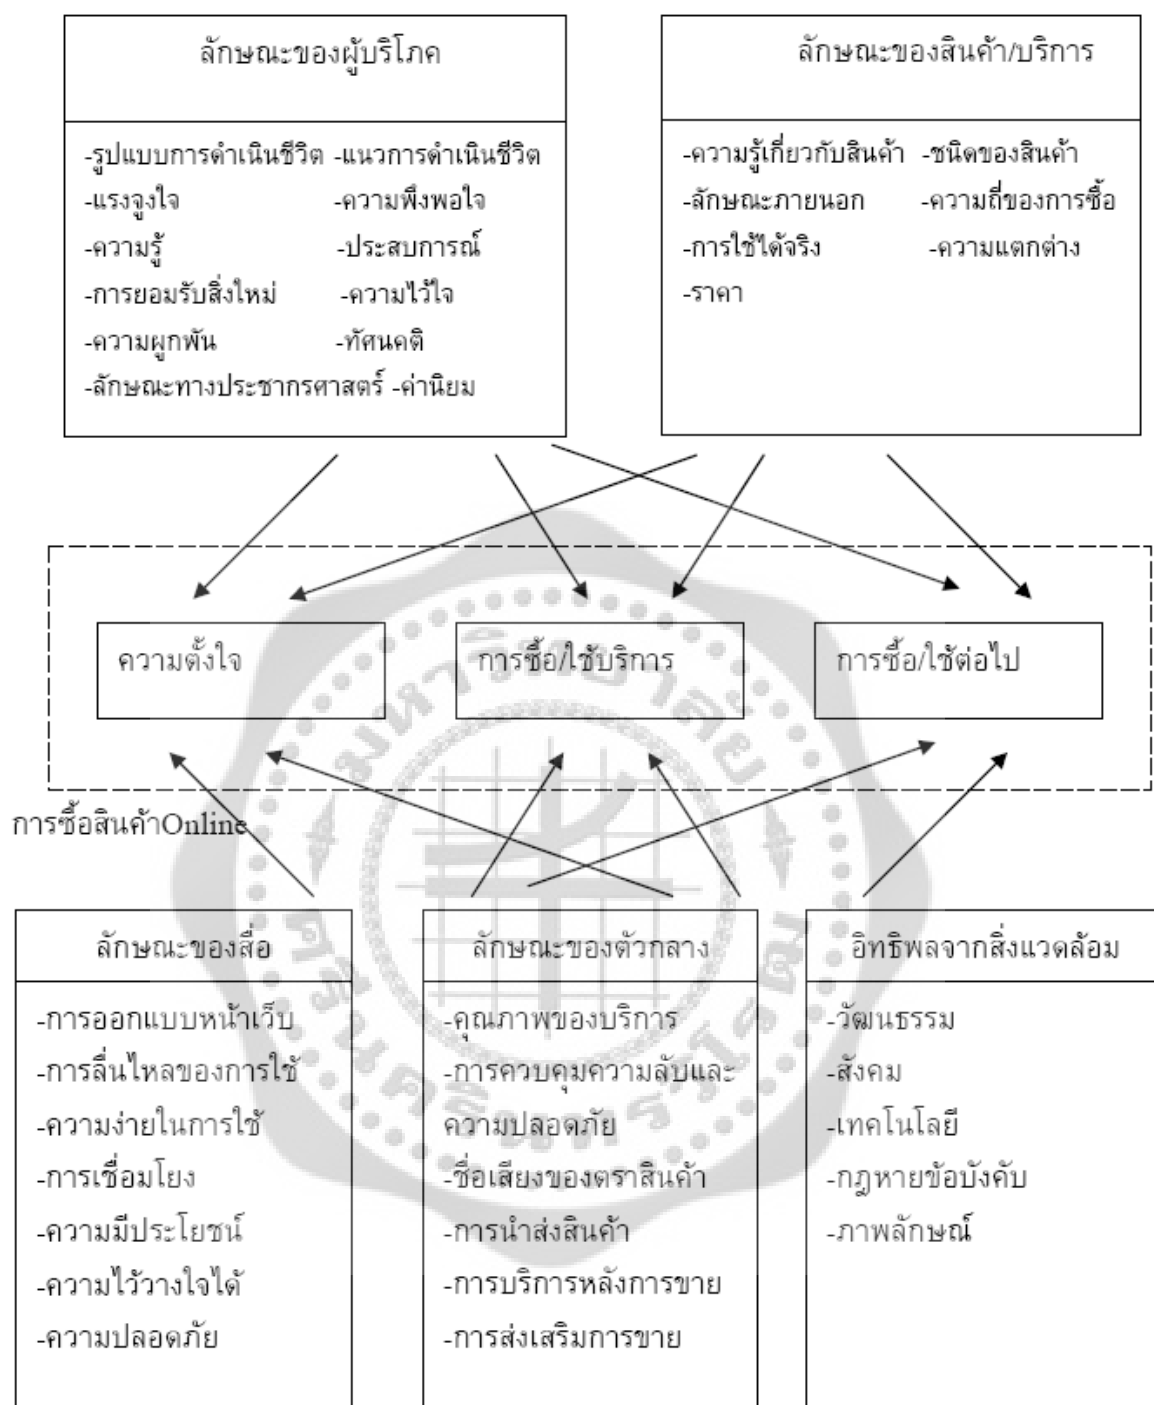 ลักษณะของผู้บริโภค
-รูปแบบการดำเนินชีวิต -แนวการดำเนินชีวิต
-แรงจูงใจ -ความพึงพอใจ
-ความรู้ -ประสบการณ์
-การยอมรับสิ่งใหม่ -ความไว้ใจ
-ความผูกพัน -ทัศนคติ
-ลักษณะทางประชากรศาสตร์ -ค่านิยม
ลักษณะของสินค้า/บริการ
-ความรู้เกี่ยวกับสินค้า -ชนิดของสินค้า
-ลักษณะภายนอก -ความถี่ของการซื้อ
-การใช้ได้จริง -ความแตกต่าง
-ราคา
ความตั้งใจ
การซื้อ/ใช้บริการ
การซื้อ/ใช้ต่อไป
การซื้อสินค้าOnline
ลักษณะของสื่อ
-การออกแบบหน้าเว็บ
-การลื่นไหลของการใช้
-ความง่ายในการใช้
-การเชื่อมโยง
-ความมีประโยชน์
-ความไว้วางใจได้
-ความปลอดภัย
ลักษณะของตัวกลาง
-คุณภาพของบริการ
-การควบคุมความลับและ
ความปลอดภัย
-ชื่อเสียงของตราสินค้า
-การนำส่งสินค้า
-การบริการหลังการขาย
-การส่งเสริมการขาย
อิทธิพลจากสิ่งแวดล้อม
-วัฒนธรรม
-สังคม
-เทคโนโลยี
-กฎหายข้อบังคับ
-ภาพลักษณ์
มหาวิทยาลัย
ศรีนครินทรวิโรฒ